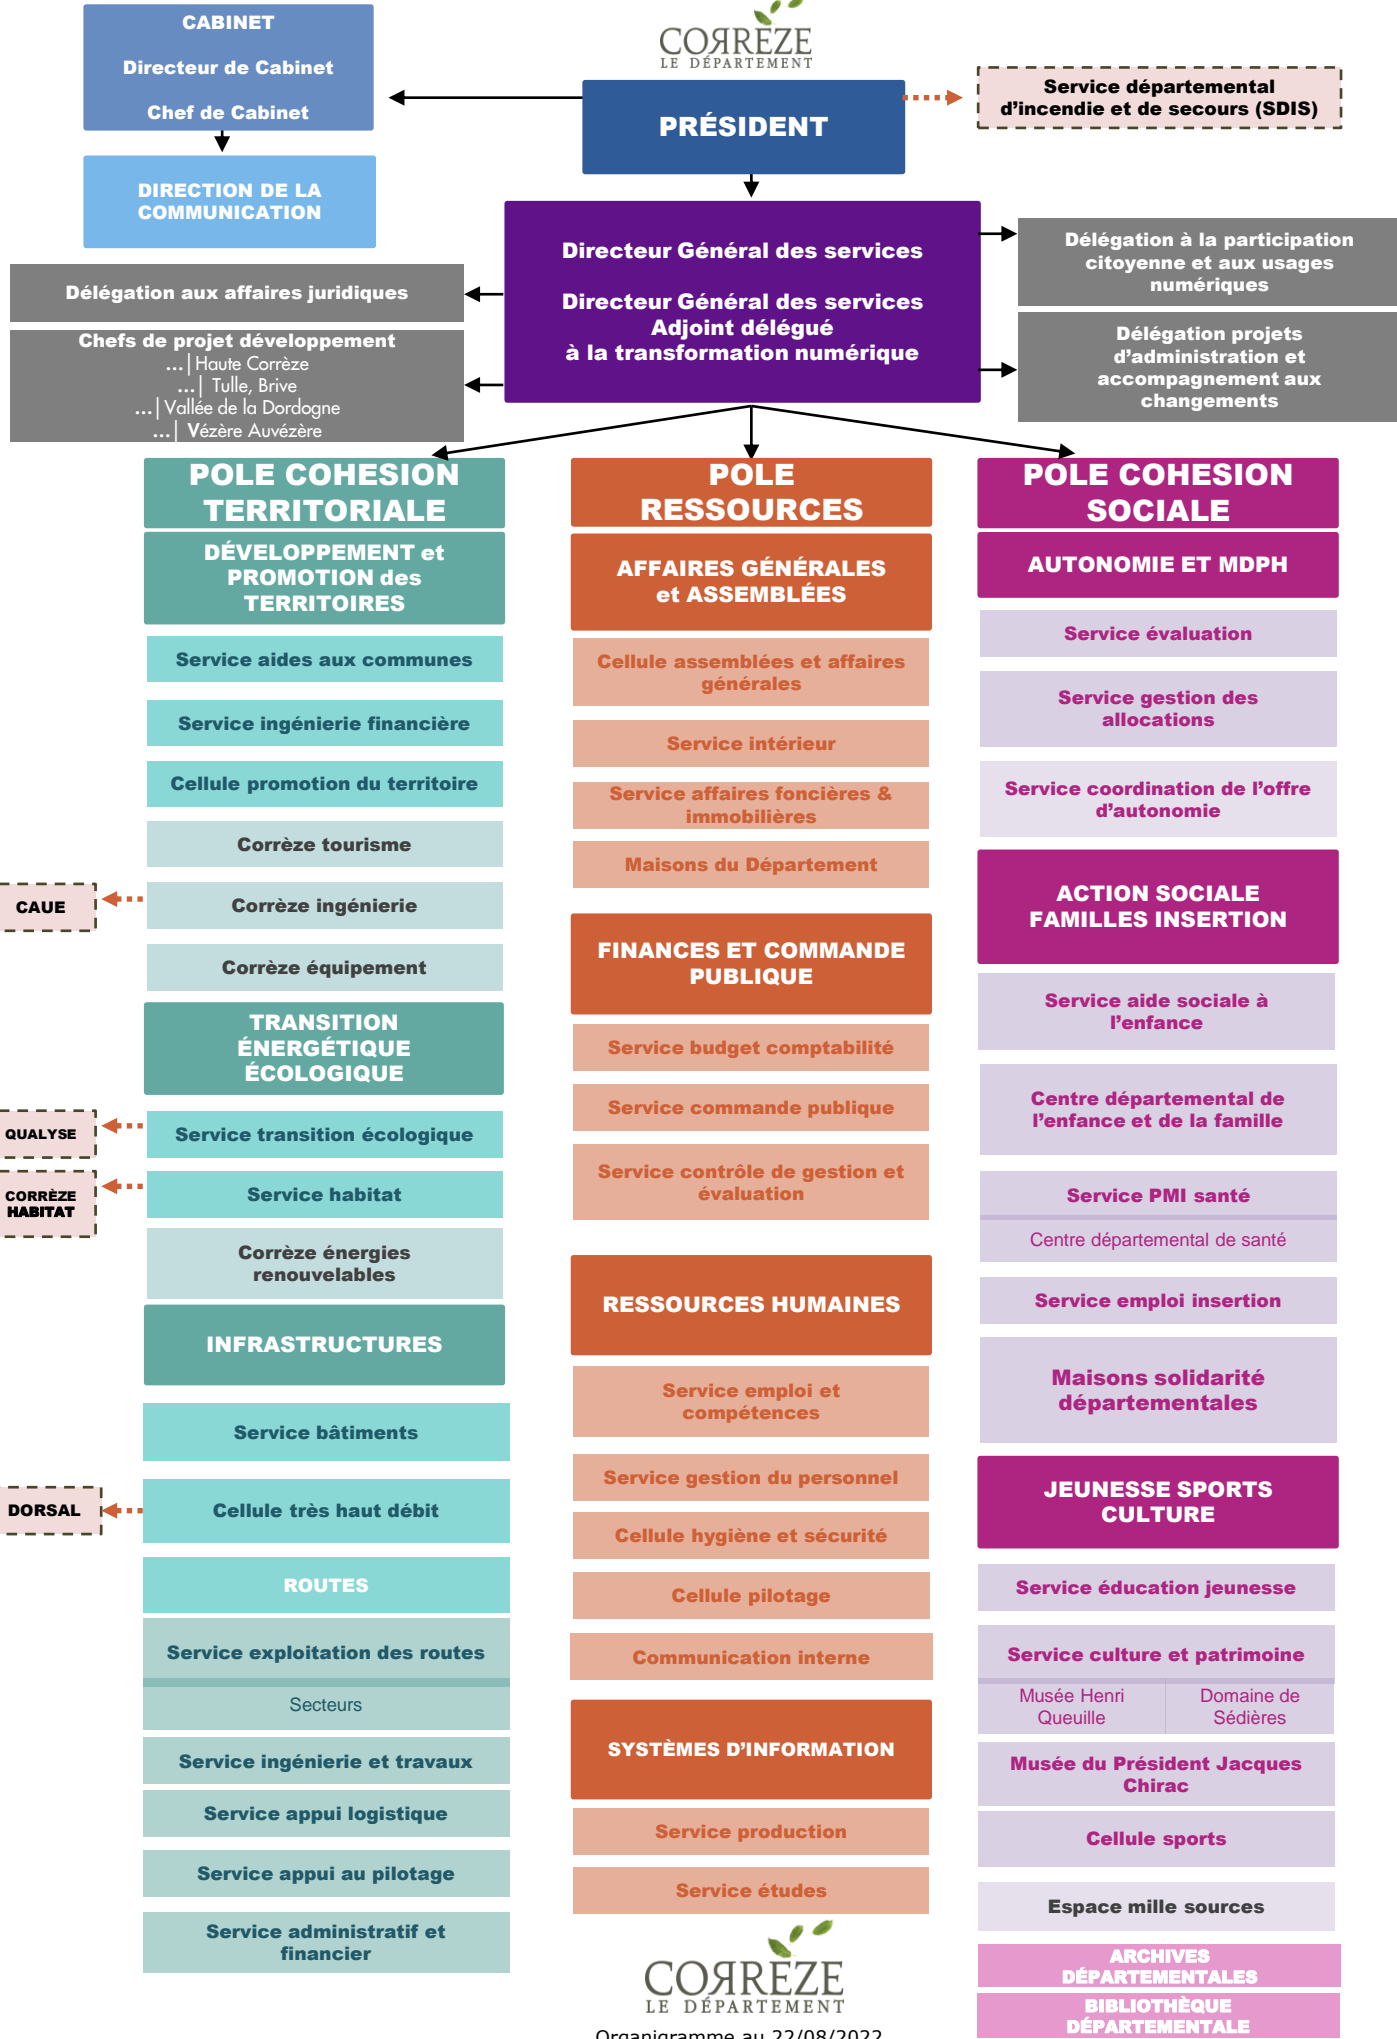 CORRÈZE
LE DÉPARTEMENT
CABINET
Directeur de Cabinet
Chef de Cabinet
PRÉSIDENT
Service départemental
d'incendie et de secours (SDIS)
DIRECTION DE LA
COMMUNICATION
Directeur Général des services
Directeur Général des services
Adjoint délégué
à la transformation numérique
Délégation à la participation
citoyenne et aux usages
numériques
Délégation aux affaires juridiques
Chefs de projet développement
...│Haute Corrèze
...│ Tulle, Brive
...│Vallée de la Dordogne
...│ Vézère Auvézère
Délégation projets
d'administration et
accompagnement aux
changements
POLE COHESION
TERRITORIALE
DÉVELOPPEMENT et
PROMOTION des
TERRITOIRES
Service aides aux communes
Service ingénierie financière
Cellule promotion du territoire
Corrèze tourisme
CAUE
Corrèze ingénierie
Corrèze équipement
TRANSITION
ÉNERGÉTIQUE
ÉCOLOGIQUE
QUALYSE
Service transition écologique
CORRÈZE
HABITAT
Service habitat
Corrèze énergies
renouvelables
INFRASTRUCTURES
Service bâtiments
DORSAL
Cellule très haut débit
ROUTES
Service exploitation des routes
Secteurs
Service ingénierie et travaux
Service appui logistique
Service appui au pilotage
Service administratif et
financier
POLE
RESSOURCES
AFFAIRES GÉNÉRALES
et ASSEMBLÉES
Cellule assemblées et affaires
générales
Service intérieur
Service affaires foncières &
immobilières
Maisons du Département
FINANCES ET COMMANDE
PUBLIQUE
Service budget comptabilité
Service commande publique
Service contrôle de gestion et
évaluation
RESSOURCES HUMAINES
Service emploi et
compétences
Service gestion du personnel
Cellule hygiène et sécurité
Cellule pilotage
Communication interne
SYSTÈMES D'INFORMATION
Service production
Service études
POLE COHESION
SOCIALE
AUTONOMIE ET MDPH
Service évaluation
Service gestion des
allocations
Service coordination de l'offre
d'autonomie
ACTION SOCIALE
FAMILLES INSERTION
Service aide sociale à
l'enfance
Centre départemental de
l'enfance et de la famille
Service PMI santé
Centre départemental de santé
Service emploi insertion
Maisons solidarité
départementales
JEUNESSE SPORTS
CULTURE
Service éducation jeunesse
Service culture et patrimoine
Musée Henri
Queuille
Domaine de
Sédières
Musée du Président Jacques
Chirac
Cellule sports
Espace mille sources
ARCHIVES
DÉPARTEMENTALES
BIBLIOTHÈQUE
DÉPARTEMENTALE
CORRÈZE
LE DÉPARTEMENT
Organigramme au 22/08/2022